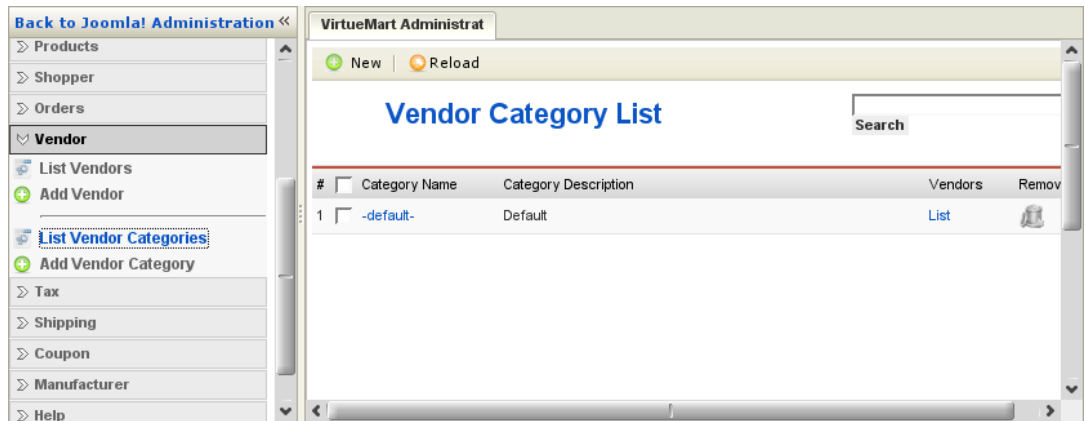 Back to Joomla! Administration «
Products
Shopper
Orders
Vendor
List Vendors
Add Vendor
List Vendor Categories
Add Vendor Category
Tax
Shipping
Coupon
Manufacturer
Help
VirtueMart Administrat
New | Reload
Vendor Category List
Search
# Category Name Category Description Vendors Remov
1 -default- Default List